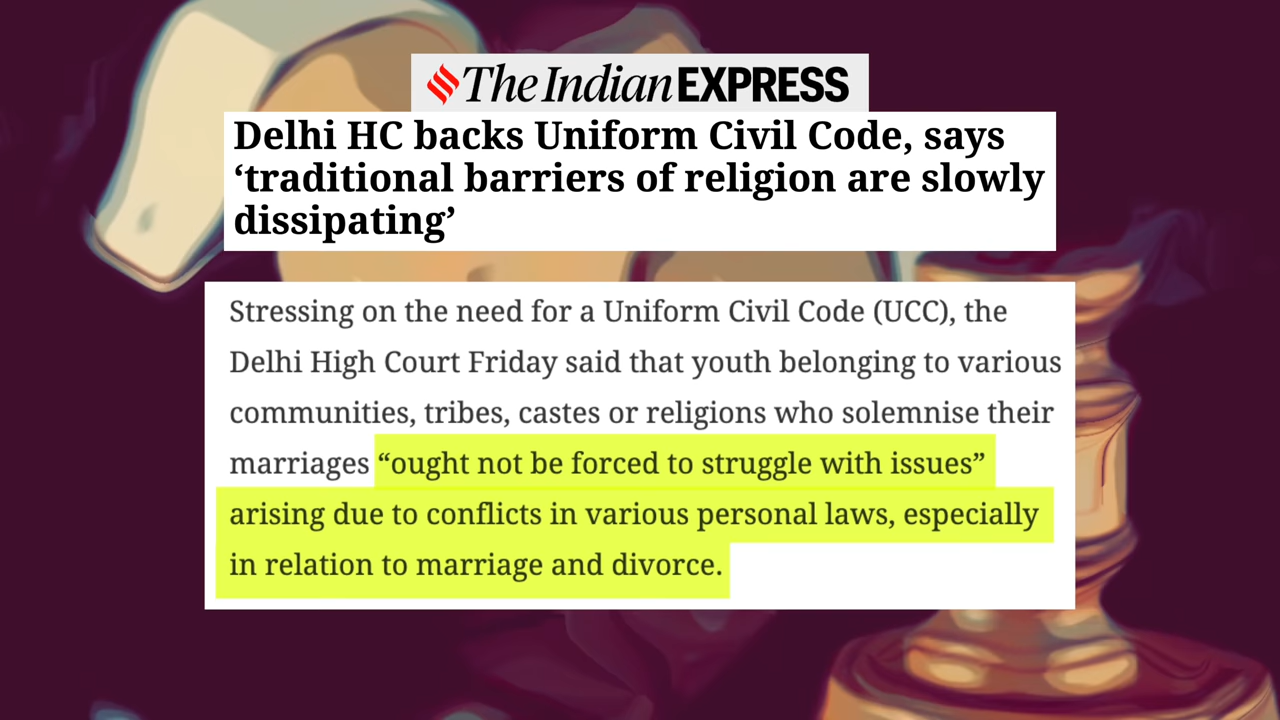 The Indian EXPRESS
Delhi HC backs Uniform Civil Code, says
‘traditional barriers of religion are slowly
dissipating’
Stressing on the need for a Uniform Civil Code (UCC), the
Delhi High Court Friday said that youth belonging to various
communities, tribes, castes or religions who solemnise their
marriages “ought not be forced to struggle with issues”
arising due to conflicts in various personal laws, especially
in relation to marriage and divorce.